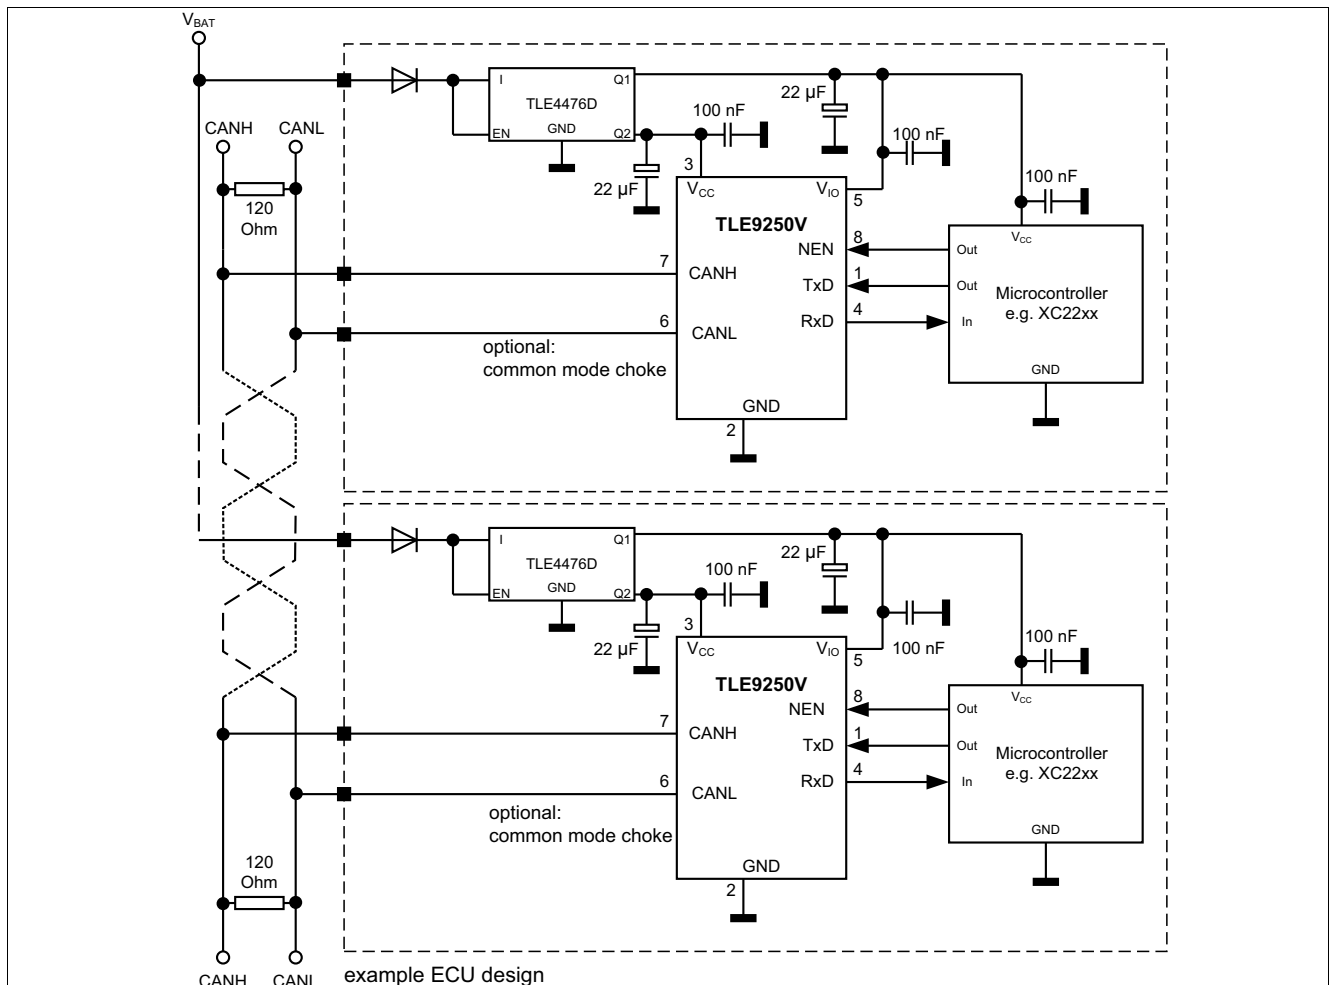 VBAT
CANH CANL
120
Ohm
I Q1
TLE4476D
EN GND Q2
22 µF
100 nF
22 µF
100 nF
100 nF
3
VCC
VIO
5
TLE9250V
NEN 8
TxD 1
RxD 4
7 CANH
6 CANL
optional:
common mode choke
GND
2
VCC
Out
Out
In
Microcontroller
e.g. XC22xx
GND
I Q1
TLE4476D
EN GND Q2
22 µF
100 nF
22 µF
100 nF
100 nF
3
VCC
VIO
5
TLE9250V
NEN 8
TxD 1
RxD 4
7 CANH
6 CANL
optional:
common mode choke
GND
2
VCC
Out
Out
In
Microcontroller
e.g. XC22xx
GND
120
Ohm
CANH CANL
example ECU design